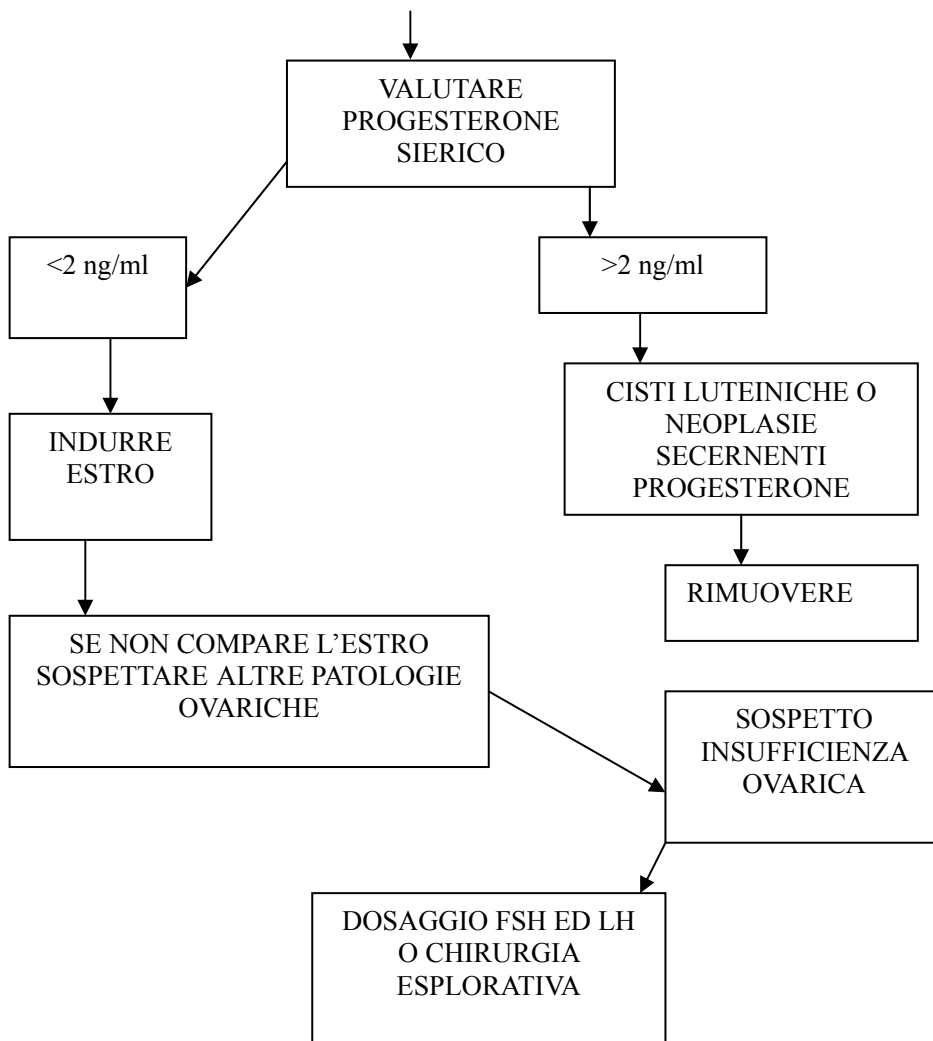 VALUTARE
PROGESTERONE
SIERICO
<2 ng/ml
>2 ng/ml
CISTI LUTEINICHE O
NEOPLASIE
SECERNENTI
PROGESTERONE
INDURRE
ESTRO
RIMUOVERE
SE NON COMPARE L’ESTRO
SOSPETTARE ALTRE PATOLOGIE
OVARICHE
SOSPETTO
INSUFFICIENZA
OVARICA
DOSAGGIO FSH ED LH
O CHIRURGIA
ESPLORATIVA